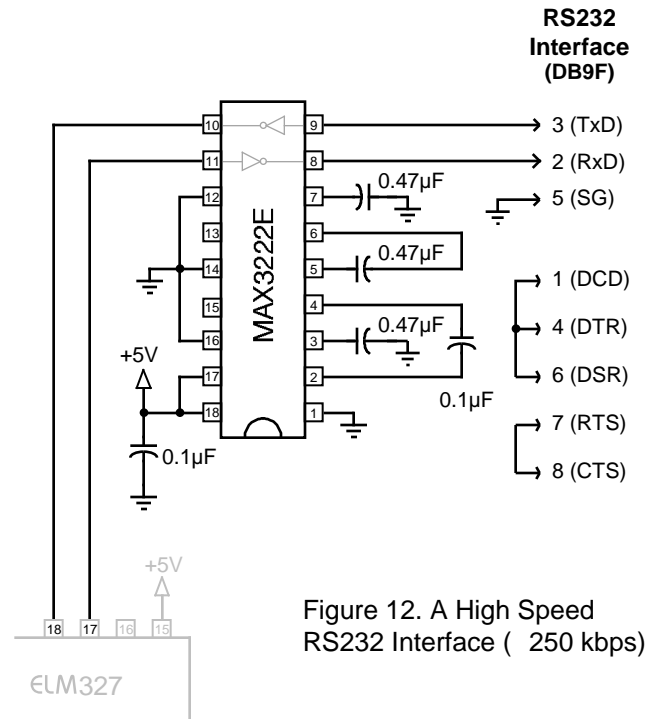 RS232
Interface
(DB9F)
10
9
3 (TxD)
11
8
2 (RxD)
12
7
0.47µF
5 (SG)
13
6
14
5
0.47µF
1 (DCD)
15
4
4 (DTR)
16
3
0.47µF
6 (DSR)
17
2
0.1µF
18
1
7 (RTS)
8 (CTS)
MAX3222E
+5V
0.1µF
+5V
18
17
16
15
ELM327
Figure 12. A High Speed
RS232 Interface ( 250 kbps)